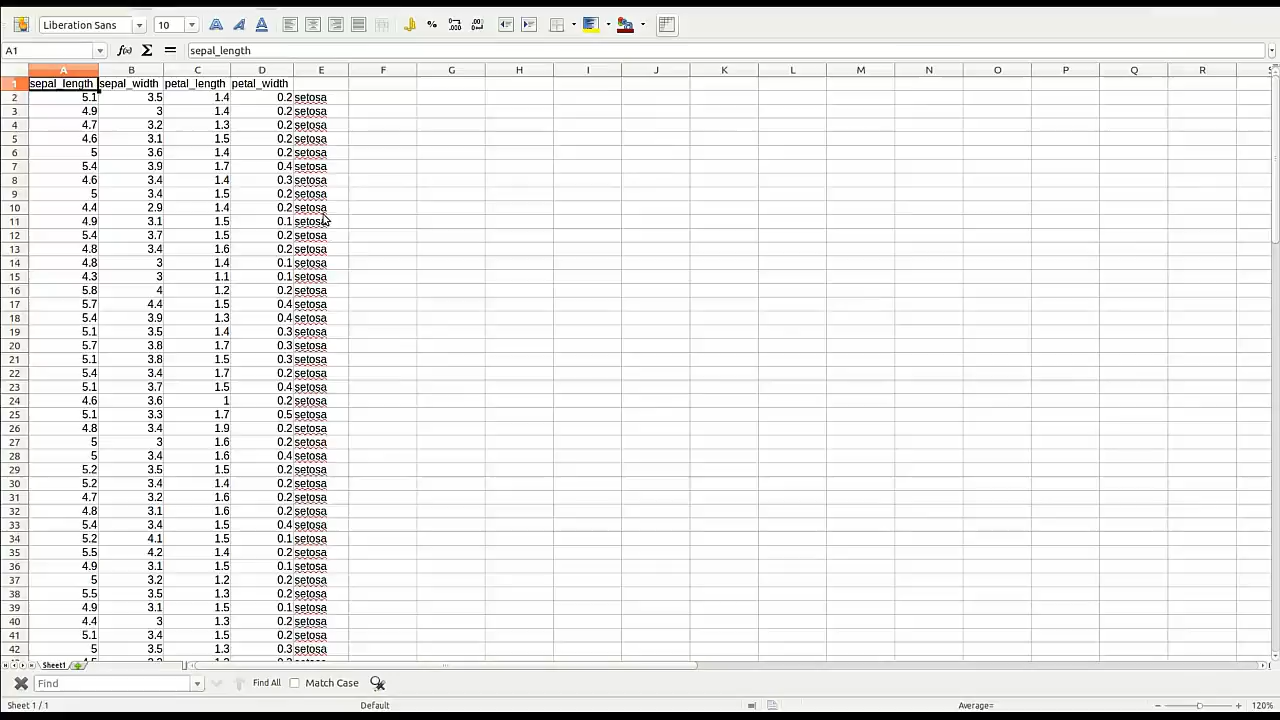 Liberation Sans 10
A1 sepal_length
A B C D E F G H I J K L M N O P Q R
1 sepal_length sepal_width petal_length petal_width
2 5.1 3.5 1.4 0.2 setosa
3 4.9 3 1.4 0.2 setosa
4 4.7 3.2 1.3 0.2 setosa
5 4.6 3.1 1.5 0.2 setosa
6 5 3.6 1.4 0.2 setosa
7 5.4 3.9 1.7 0.4 setosa
8 4.6 3.4 1.4 0.3 setosa
9 5 3.4 1.5 0.2 setosa
10 4.4 2.9 1.4 0.2 setosa
11 4.9 3.1 1.5 0.1 setosa
12 5.4 3.7 1.5 0.2 setosa
13 4.8 3.4 1.6 0.2 setosa
14 4.8 3 1.4 0.1 setosa
15 4.3 3 1.1 0.1 setosa
16 5.8 4 1.2 0.2 setosa
17 5.7 4.4 1.5 0.4 setosa
18 5.4 3.9 1.3 0.4 setosa
19 5.1 3.5 1.4 0.3 setosa
20 5.7 3.8 1.7 0.3 setosa
21 5.1 3.8 1.5 0.3 setosa
22 5.4 3.4 1.7 0.2 setosa
23 5.1 3.7 1.5 0.4 setosa
24 4.6 3.6 1 0.2 setosa
25 5.1 3.3 1.7 0.5 setosa
26 4.8 3.4 1.9 0.2 setosa
27 5 3 1.6 0.2 setosa
28 5 3.4 1.6 0.4 setosa
29 5.2 3.5 1.5 0.2 setosa
30 5.2 3.4 1.4 0.2 setosa
31 4.7 3.2 1.6 0.2 setosa
32 4.8 3.1 1.6 0.2 setosa
33 5.4 3.4 1.5 0.4 setosa
34 5.2 4.1 1.5 0.1 setosa
35 5.5 4.2 1.4 0.2 setosa
36 4.9 3.1 1.5 0.1 setosa
37 5 3.2 1.2 0.2 setosa
38 5.5 3.5 1.3 0.2 setosa
39 4.9 3.1 1.5 0.1 setosa
40 4.4 3 1.3 0.2 setosa
41 5.1 3.4 1.5 0.2 setosa
42 5 3.5 1.3 0.3 setosa
Sheet1
Find Find All Match Case
Sheet 1 / 1 Default Average= 120%